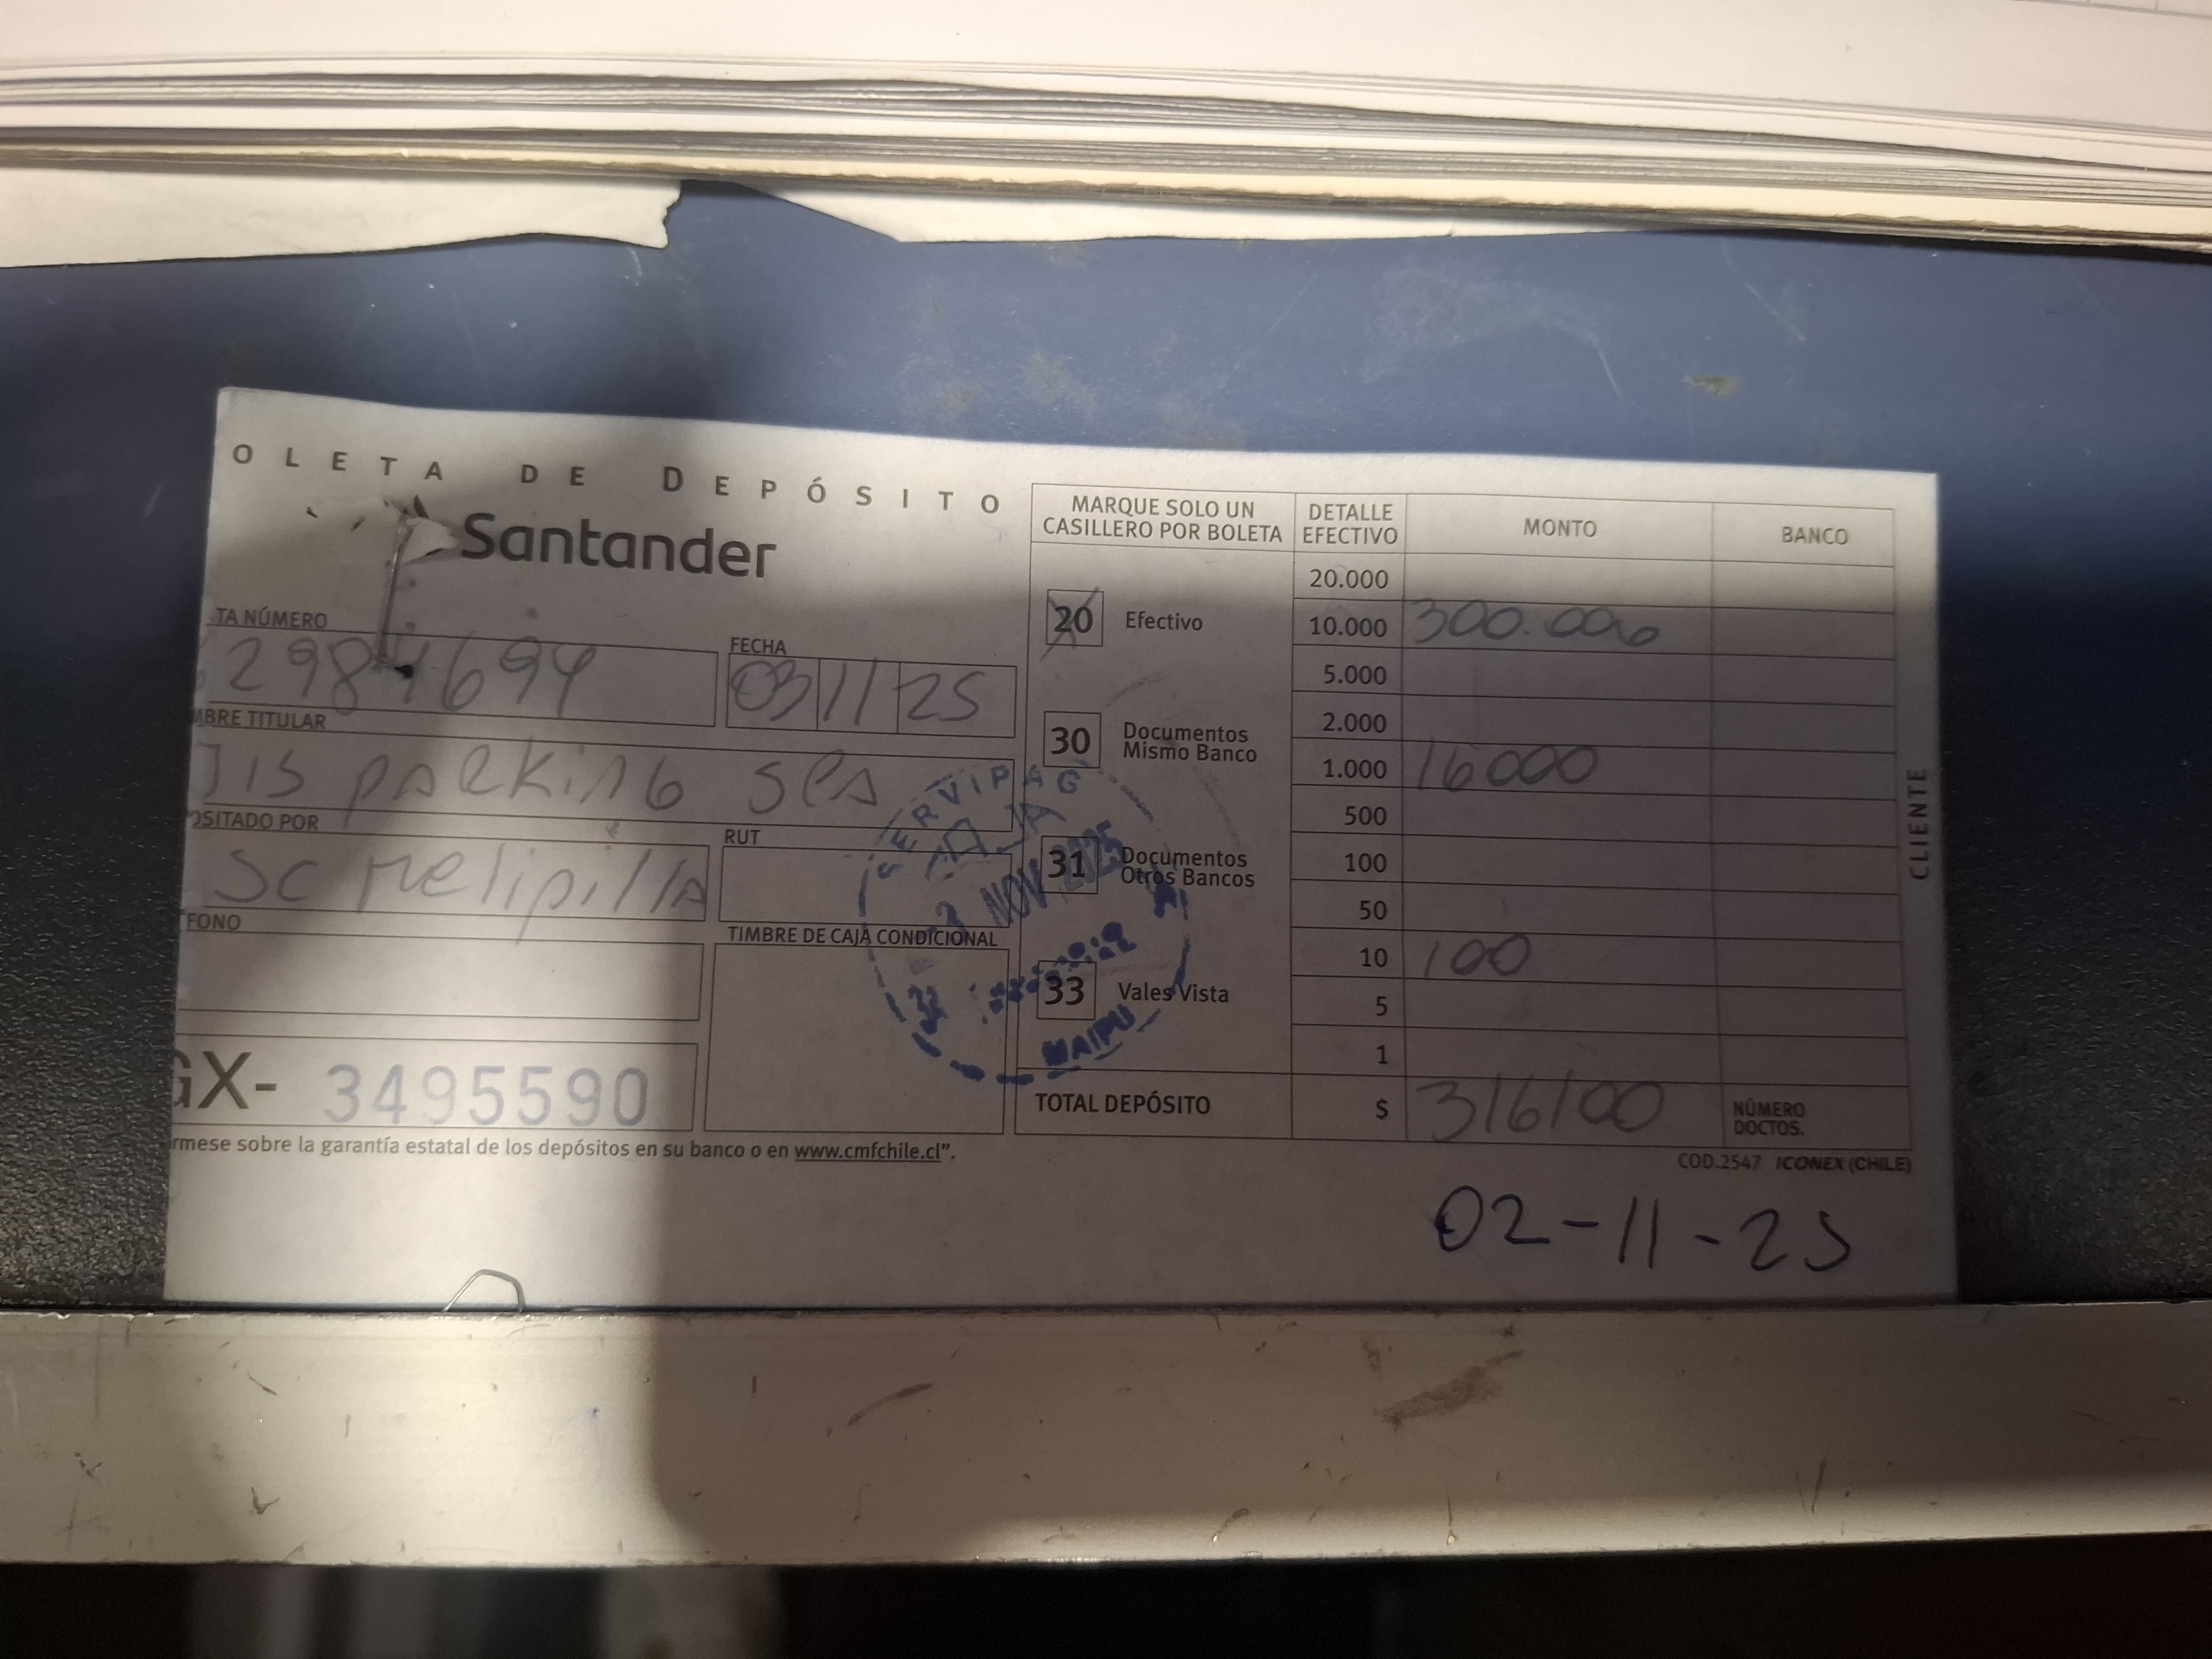 OLETA DE DEPÓSITO
Santander
TA NÚMERO
2984694
FECHA
03 11 25
MBRE TITULAR
JIS PARKING SPA
OSITADO POR
SC Melipilla
RUT
FONO
TIMBRE DE CAJA CONDICIONAL
GX- 3495590
rmese sobre la garantía estatal de los depósitos en su banco o en www.cmfchile.cl”.
MARQUE SOLO UN
CASILLERO POR BOLETA
20 Efectivo
30 Documentos
Mismo Banco
31 Documentos
Otros Bancos
33 Vales Vista
SERVIPAG
CAJA
3 NOV 2025
MAIPU
DETALLE
EFECTIVO MONTO BANCO
20.000
10.000 300.000
5.000
2.000
1.000 16000
500
100
50
10 100
5
1
TOTAL DEPÓSITO $ 316100 NÚMERO
DOCTOS.
CLIENTE
COD.2547 ICONEX (CHILE)
02-11-25